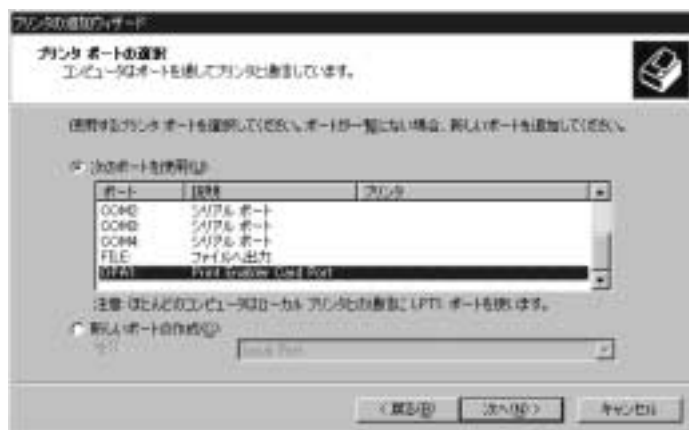 プリンタの追加ウィザード
プリンタ ポートの選択
コンピュータはポートを通してプリンタと通信しています。
使用するプリンタ ポートを選択してください。ポートが一覧にない場合、新しいポートを追加してください。
次のポートを使用(U)
ポート 説明 プリンタ
COM2 シリアル ポート
COM3 シリアル ポート
COM4 シリアル ポート
FILE: ファイルへ出力
Print Enabler Card Port
注意: ほとんどのコンピュータはローカル プリンタとの通信に LPT1: ポートを使います。
新しいポートの作成(C)
Local Port
< 戻る(B) 次へ(N) > キャンセル